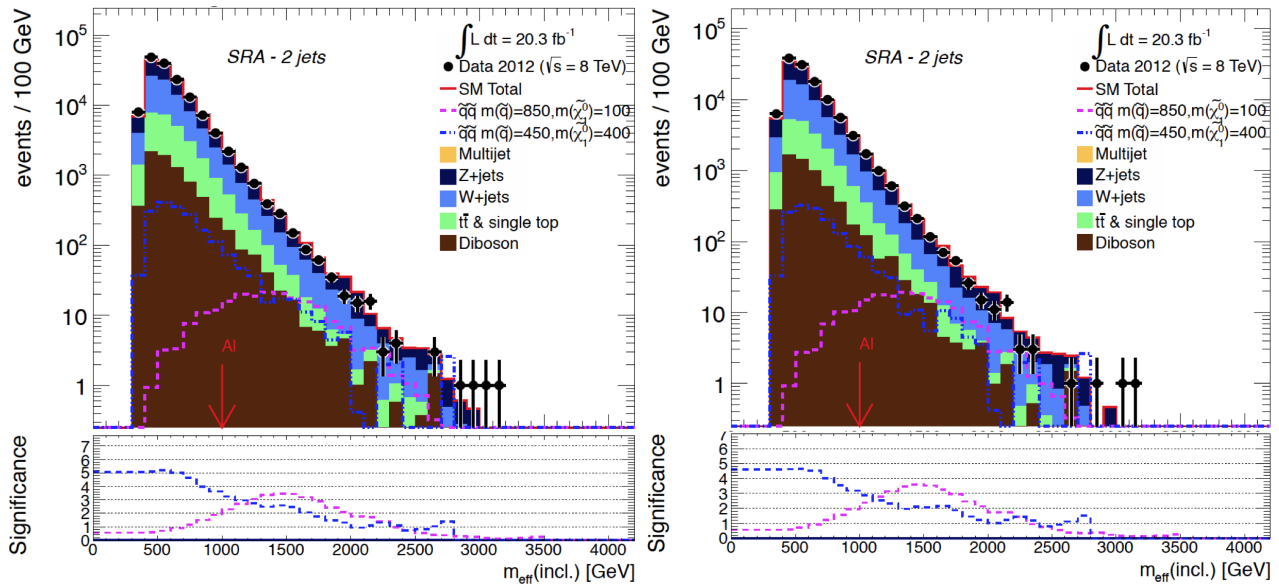 events / 100 GeV
10⁵
10⁴
10³
10²
10
1
SRA - 2 jets
∫L dt = 20.3 fb⁻¹
Data 2012 (√s = 8 TeV)
SM Total
q̃q̃ m(q̃)=850,m(χ̃₁⁰)=100
q̃q̃ m(q̃)=450,m(χ̃₁⁰)=400
Multijet
Z+jets
W+jets
tt̄ & single top
Diboson
AI
Significance
7
6
5
4
3
2
1
0
0 500 1000 1500 2000 2500 3000 3500 4000
m_eff(incl.) [GeV]
events / 100 GeV
10⁵
10⁴
10³
10²
10
1
SRA - 2 jets
∫L dt = 20.3 fb⁻¹
Data 2012 (√s = 8 TeV)
SM Total
q̃q̃ m(q̃)=850,m(χ̃₁⁰)=100
q̃q̃ m(q̃)=450,m(χ̃₁⁰)=400
Multijet
Z+jets
W+jets
tt̄ & single top
Diboson
AI
Significance
6
5
4
3
2
1
0
0 500 1000 1500 2000 2500 3000 3500 4000
m_eff(incl.) [GeV]